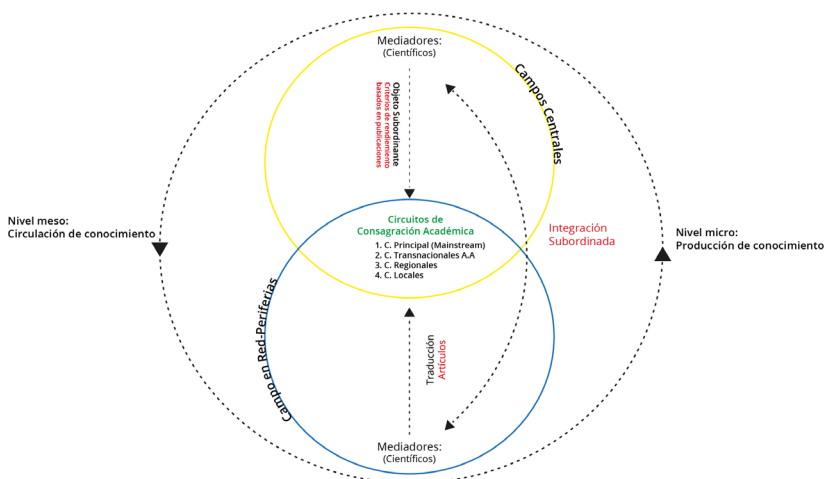 Mediadores:
(Científicos)
Campos Centrales
Objeto Subordinante
Criterios de rendimiento
basados en publicaciones
Nivel meso:
Circulación de conocimiento
Circuitos de
Consagración Académica
1. C. Principal (Mainstream)
2. C. Transnacionales A.A
3. C. Regionales
4. C. Locales
Integración
Subordinada
Nivel micro:
Producción de conocimiento
Campo en Red-Periferias
Traducción
Artículos
Mediadores:
(Científicos)